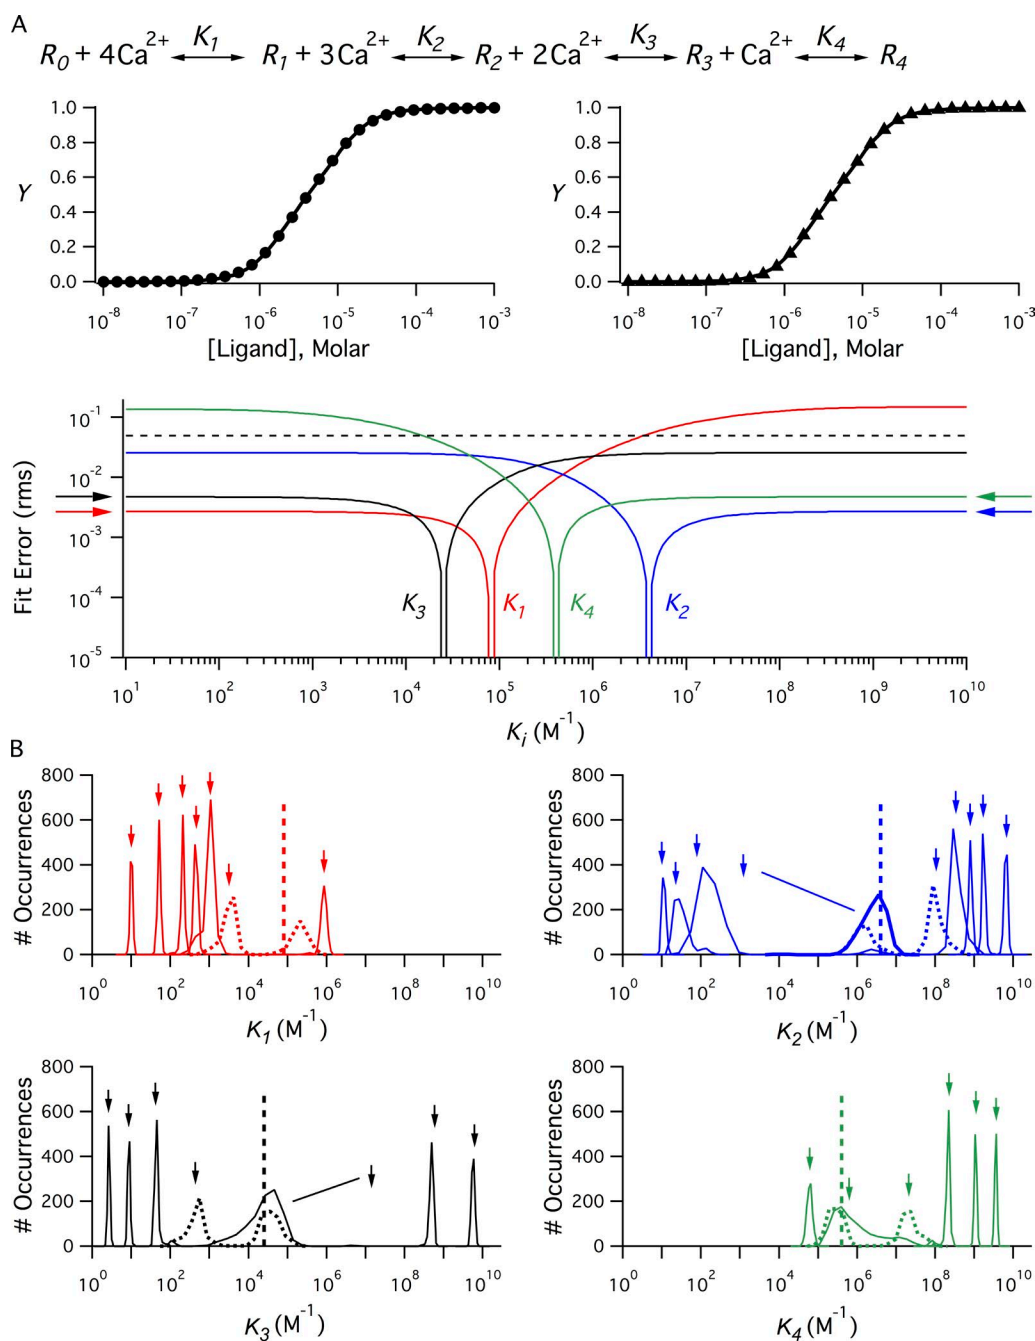 A
R0 + 4Ca2+ K1 R1 + 3Ca2+ K2 R2 + 2Ca2+ K3 R3 + Ca2+ K4 R4
1.0 1.0
0.8 0.8
Y 0.6 Y 0.6
0.4 0.4
0.2 0.2
0.0 0.0
10-8 10-7 10-6 10-5 10-4 10-3 10-8 10-7 10-6 10-5 10-4 10-3
[Ligand], Molar [Ligand], Molar
Fit Error (rms)
10-1
10-2
10-3
10-4
10-5
K3 K1 K4 K2
101 102 103 104 105 106 107 108 109 1010
Ki (M-1)
B
# Occurrences
800
600
400
200
0
100 102 104 106 108 1010
K1 (M-1)
# Occurrences
800
600
400
200
0
100 102 104 106 108 1010
K2 (M-1)
# Occurrences
800
600
400
200
0
100 102 104 106 108 1010
K3 (M-1)
# Occurrences
800
600
400
200
0
100 102 104 106 108 1010
K4 (M-1)